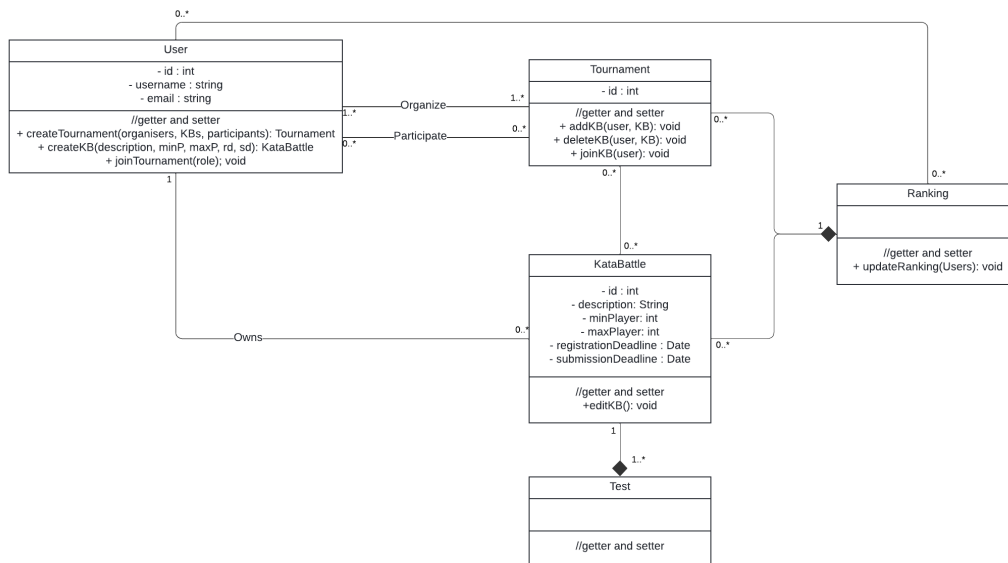 0..*
User
- id : int
- username : string
- email : string
//getter and setter
+ createTournament(organisers, KBs, participants): Tournament
+ createKB(description, minP, maxP, rd, sd): KataBattle
+ joinTournament(role); void
1..*
Organize
1..*
0..*
Participate
0..*
Tournament
- id : int
//getter and setter
+ addKB(user, KB): void
+ deleteKB(user, KB): void
+ joinKB(user): void
0..*
0..*
0..*
1
0..*
Ranking
//getter and setter
+ updateRanking(Users): void
1
Owns
0..*
0..*
KataBattle
- id : int
- description: String
- minPlayer: int
- maxPlayer: int
- registrationDeadline : Date
- submissionDeadline : Date
//getter and setter
+editKB(): void
1
1..*
Test
//getter and setter